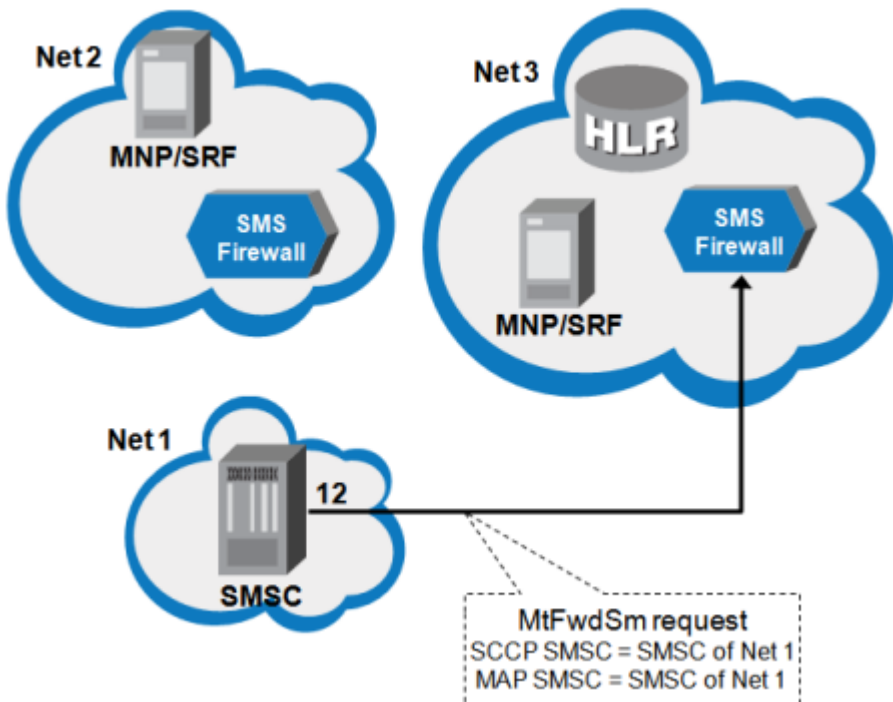 Net 2
MNP/SRF
SMS
Firewall
Net 3
HLR
MNP/SRF
SMS
Firewall
Net 1
12
SMSC
MtFwdSm request
SCCP SMSC = SMSC of Net 1
MAP SMSC = SMSC of Net 1